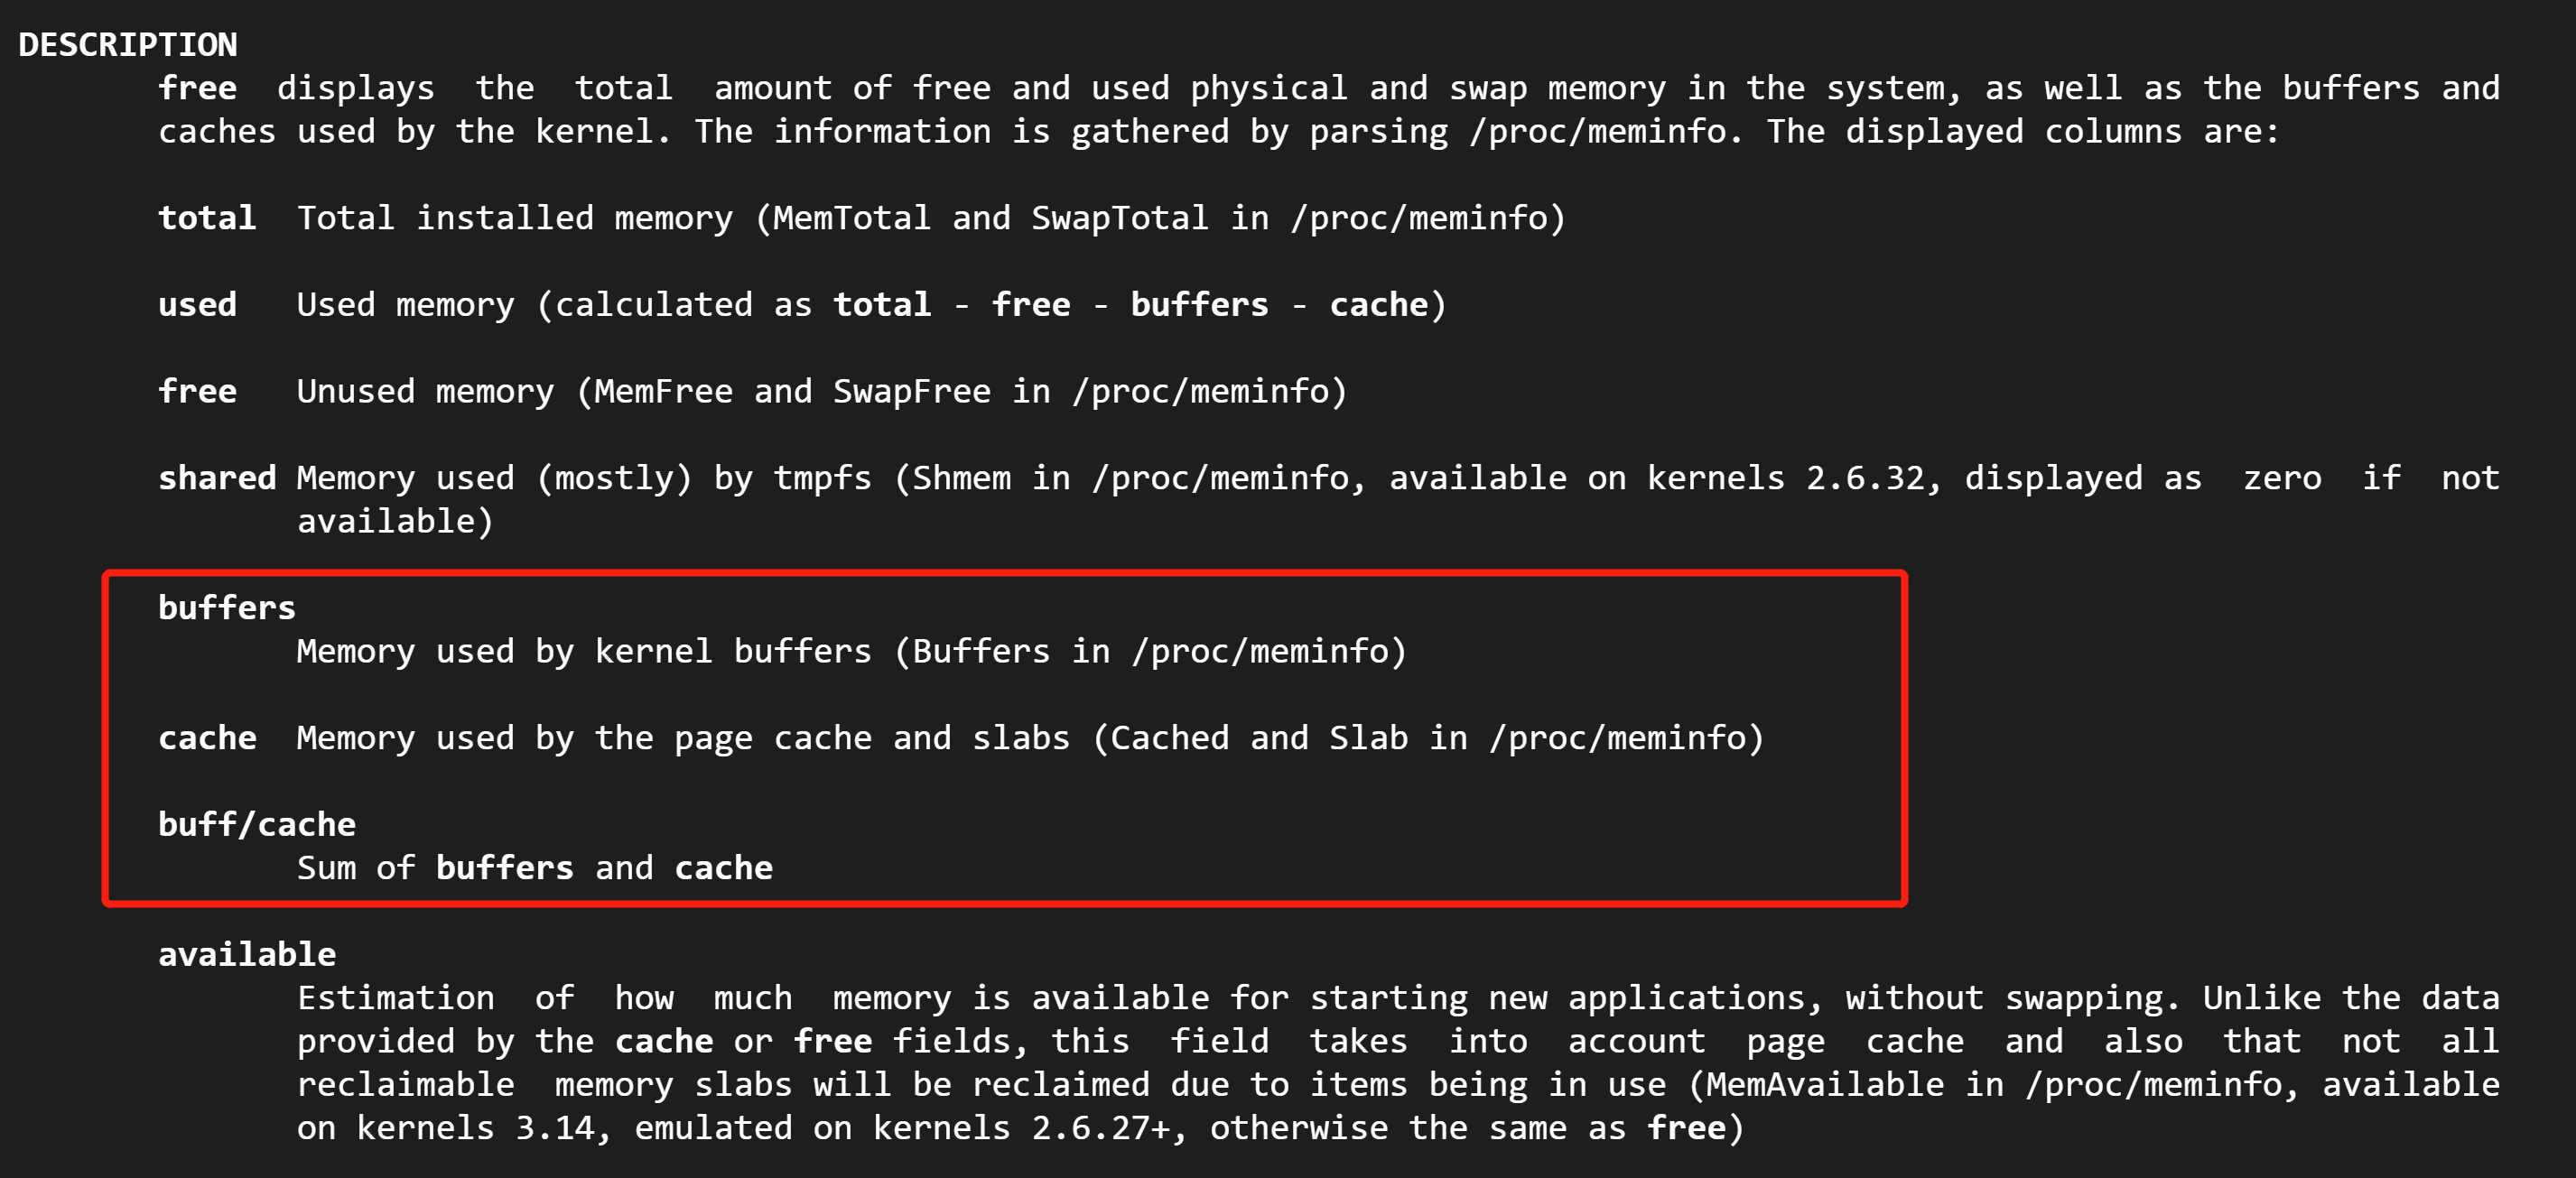 DESCRIPTION
free displays the total amount of free and used physical and swap memory in the system, as well as the buffers and
caches used by the kernel. The information is gathered by parsing /proc/meminfo. The displayed columns are:
total Total installed memory (MemTotal and SwapTotal in /proc/meminfo)
used Used memory (calculated as total - free - buffers - cache)
free Unused memory (MemFree and SwapFree in /proc/meminfo)
shared Memory used (mostly) by tmpfs (Shmem in /proc/meminfo, available on kernels 2.6.32, displayed as zero if not
available)
buffers
Memory used by kernel buffers (Buffers in /proc/meminfo)
cache Memory used by the page cache and slabs (Cached and Slab in /proc/meminfo)
buff/cache
Sum of buffers and cache
available
Estimation of how much memory is available for starting new applications, without swapping. Unlike the data
provided by the cache or free fields, this field takes into account page cache and also that not all
reclaimable memory slabs will be reclaimed due to items being in use (MemAvailable in /proc/meminfo, available
on kernels 3.14, emulated on kernels 2.6.27+, otherwise the same as free)